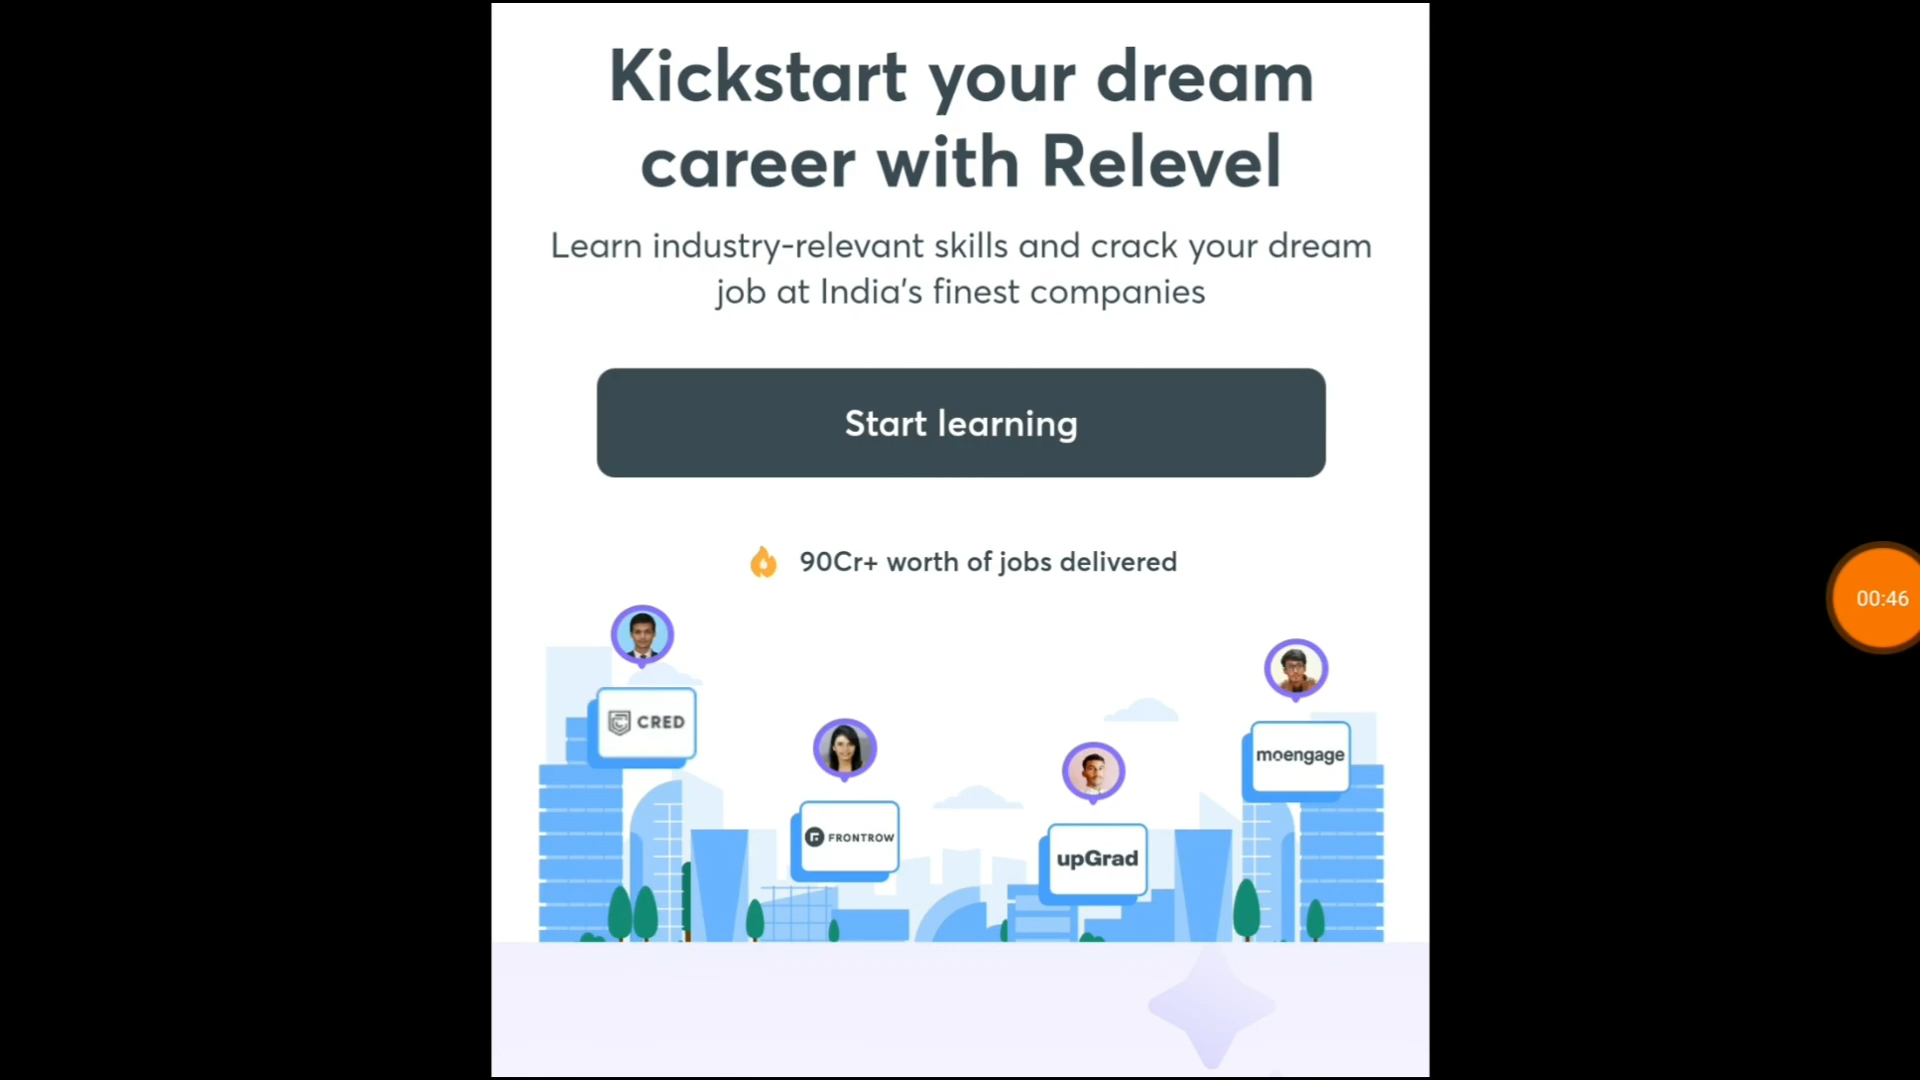 Kickstart your dream
career with Relevel
Learn industry-relevant skills and crack your dream
job at India's finest companies
Start learning
90Cr+ worth of jobs delivered
00:46
CRED
moengage
FRONTROW
upGrad